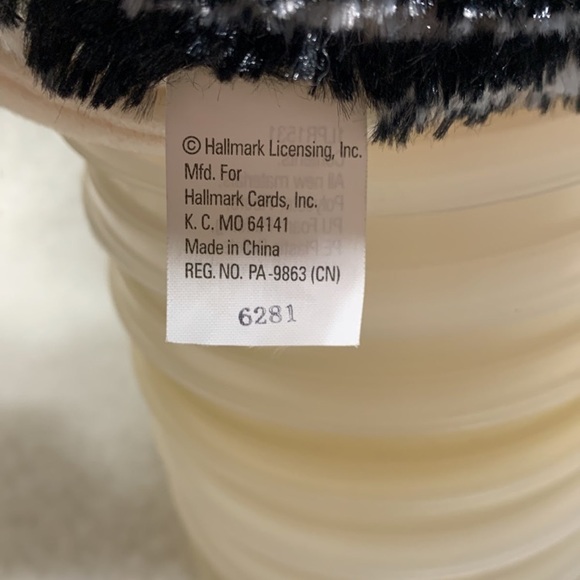 © Hallmark Licensing, Inc.
Mfd. For
Hallmark Cards, Inc.
K. C. MO 64141
Made in China
REG. NO. PA-9863 (CN)
6281